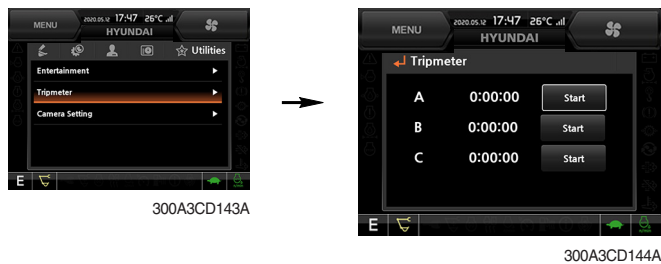 MENU
2020.05.12 17:47 26°C
HYUNDAI
Utilities
Entertainment
Tripmeter
Camera Setting
E
300A3CD143A
MENU
2020.05.12 17:47 26°C
HYUNDAI
Tripmeter
A 0:00:00 Start
B 0:00:00 Start
C 0:00:00 Start
E
300A3CD144A